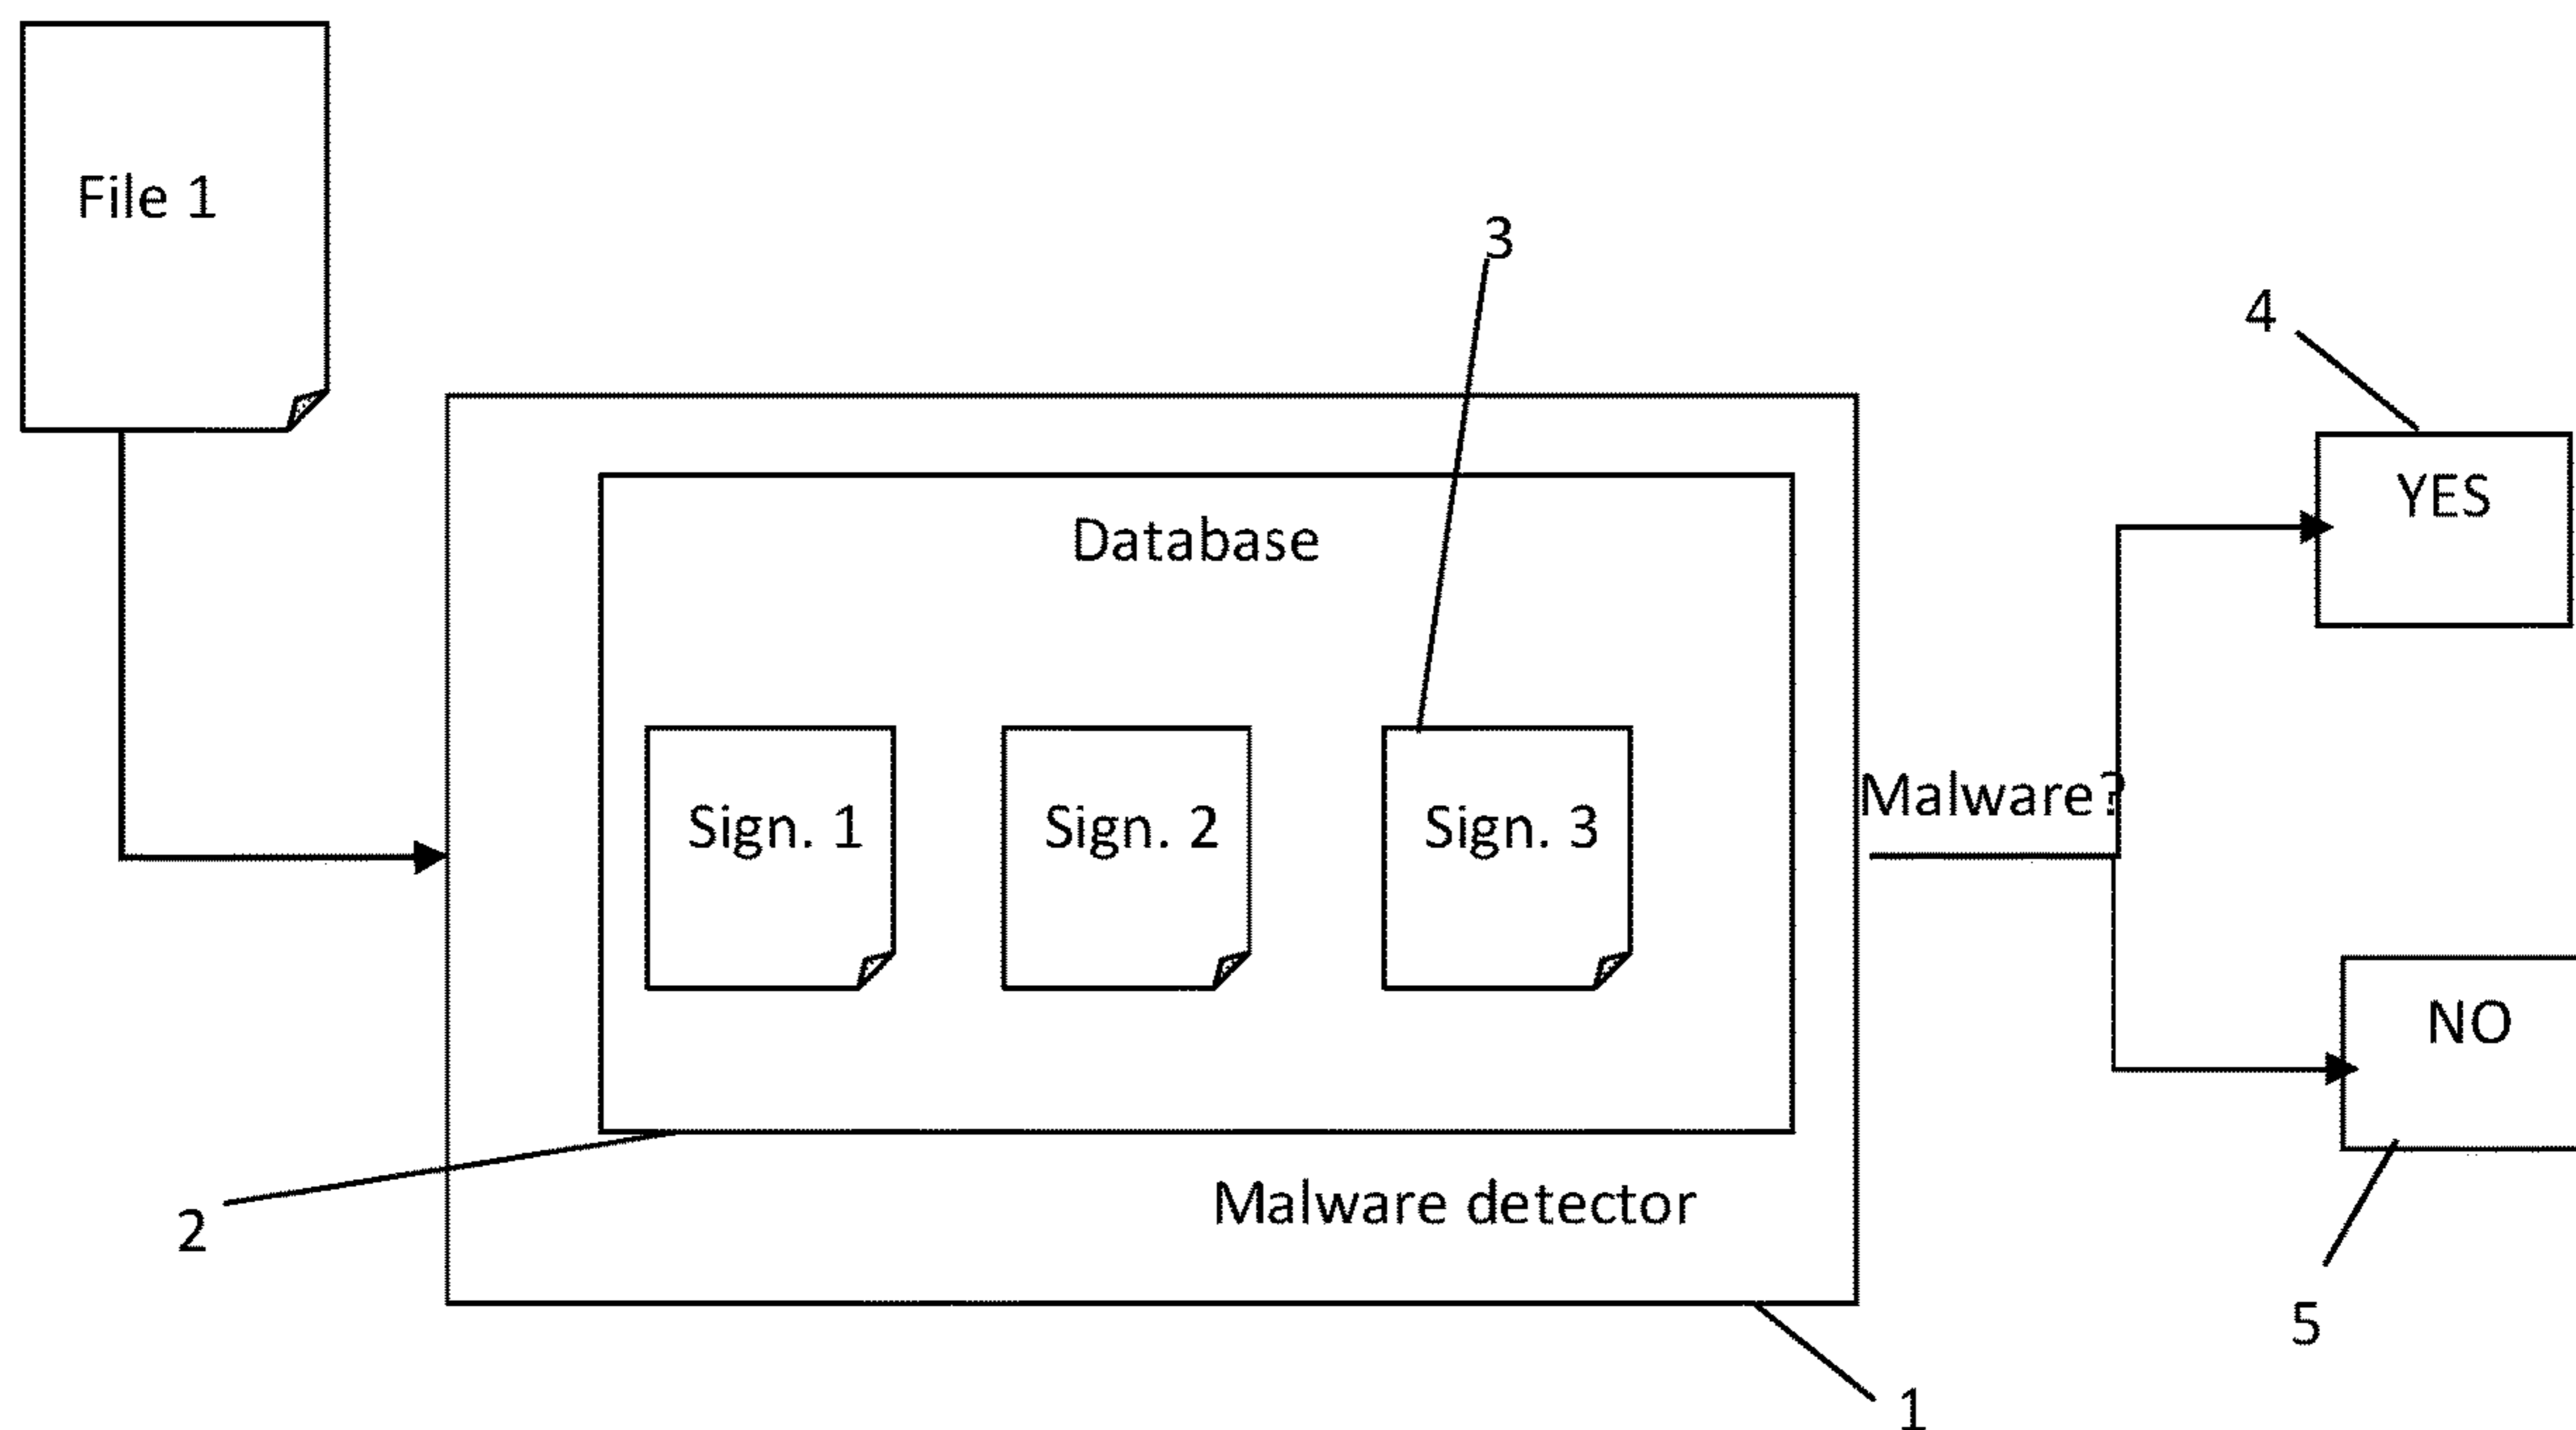 File 1
3
4
YES
Database
Malware?
Sign. 1
Sign. 2
Sign. 3
NO
Malware detector
2
5
1